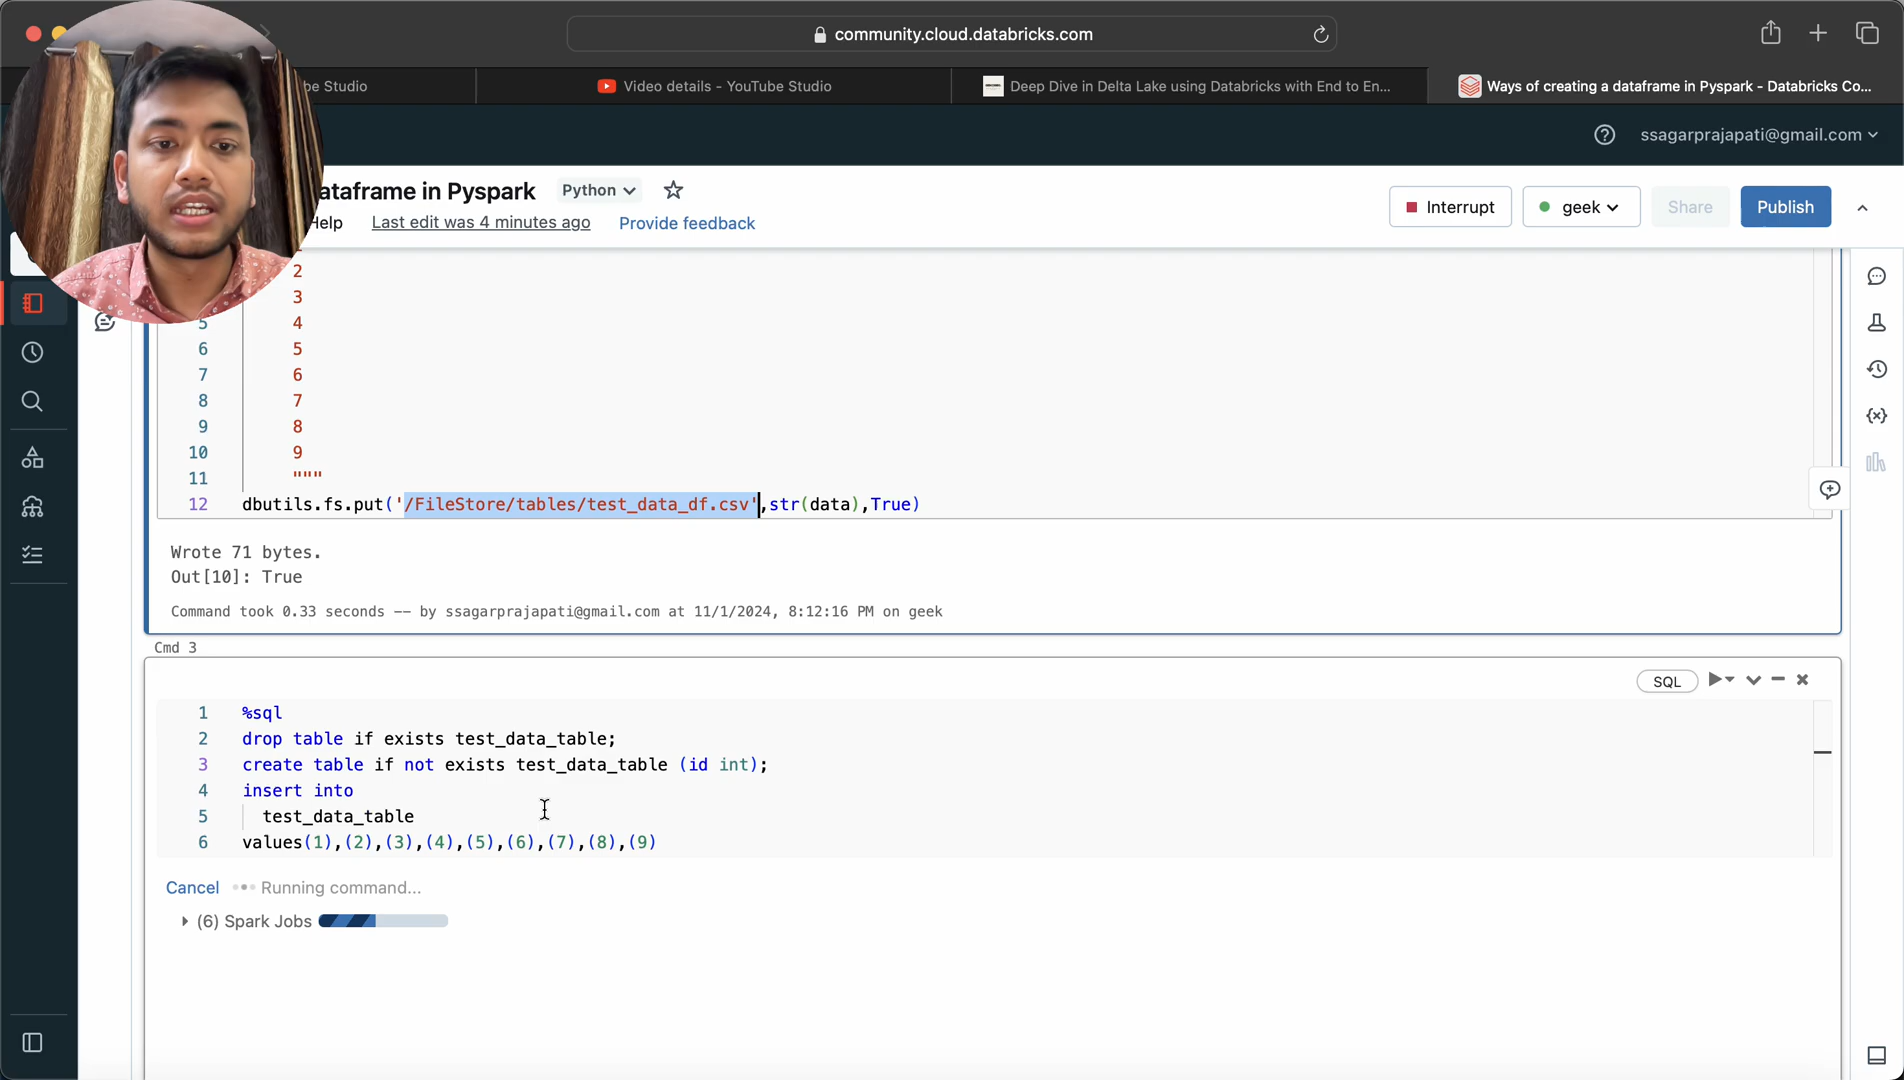 community.cloud.databricks.com
be Studio
Video details - YouTube Studio
Deep Dive in Delta Lake using Databricks with End to En...
Ways of creating a dataframe in Pyspark - Databricks Co...
ssagarprajapati@gmail.com
ataframe in Pyspark
Python
Help
Last edit was 4 minutes ago
Provide feedback
Interrupt
geek
Share
Publish
2
3
5 4
6 5
7 6
8 7
9 8
10 9
11 """
12 dbutils.fs.put('/FileStore/tables/test_data_df.csv',str(data),True)
Wrote 71 bytes.
Out[10]: True
Command took 0.33 seconds -- by ssagarprajapati@gmail.com at 11/1/2024, 8:12:16 PM on geek
Cmd 3
SQL
1 %sql
2 drop table if exists test_data_table;
3 create table if not exists test_data_table (id int);
4 insert into
5 test_data_table
6 values(1),(2),(3),(4),(5),(6),(7),(8),(9)
Cancel Running command...
(6) Spark Jobs